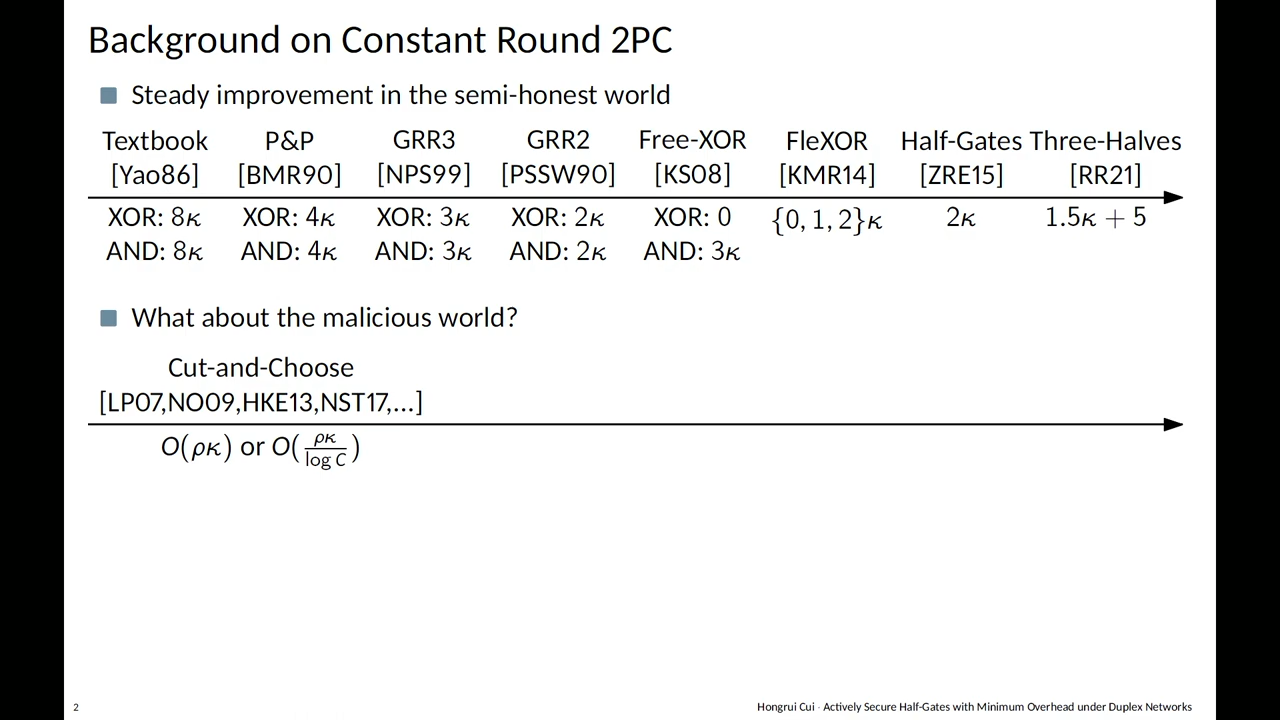 Background on Constant Round 2PC
Steady improvement in the semi-honest world
Textbook P&P GRR3 GRR2 Free-XOR FleXOR Half-Gates Three-Halves
[Yao86] [BMR90] [NPS99] [PSSW90] [KS08] [KMR14] [ZRE15] [RR21]
XOR: 8κ XOR: 4κ XOR: 3κ XOR: 2κ XOR: 0 {0, 1, 2}κ 2κ 1.5κ + 5
AND: 8κ AND: 4κ AND: 3κ AND: 2κ AND: 3κ
What about the malicious world?
Cut-and-Choose
[LP07,NO09,HKE13,NST17,...]
O(ρκ) or O(ρκ/log C)
2 Hongrui Cui · Actively Secure Half-Gates with Minimum Overhead under Duplex Networks